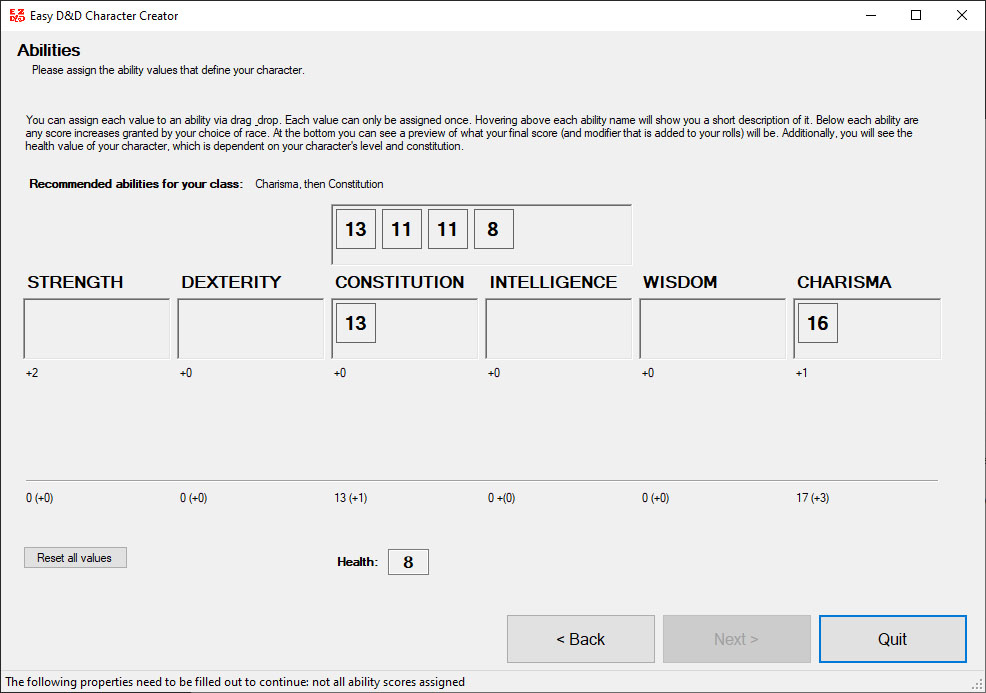 EZ
D&D
Easy D&D Character Creator
Abilities
Please assign the ability values that define your character.
You can assign each value to an ability via drag _drop. Each value can only be assigned once. Hovering above each ability name will show you a short description of it. Below each ability are
any score increases granted by your choice of race. At the bottom you can see a preview of what your final score (and modifier that is added to your rolls) will be. Additionally, you will see the
health value of your character, which is dependent on your character's level and constitution.
Recommended abilities for your class: Charisma, then Constitution
13 11 11 8
STRENGTH DEXTERITY CONSTITUTION INTELLIGENCE WISDOM CHARISMA
13 16
+2 +0 +0 +0 +0 +1
0 (+0) 0 (+0) 13 (+1) 0 +(0) 0 (+0) 17 (+3)
Reset all values Health: 8
< Back Next > Quit
The following properties need to be filled out to continue: not all ability scores assigned